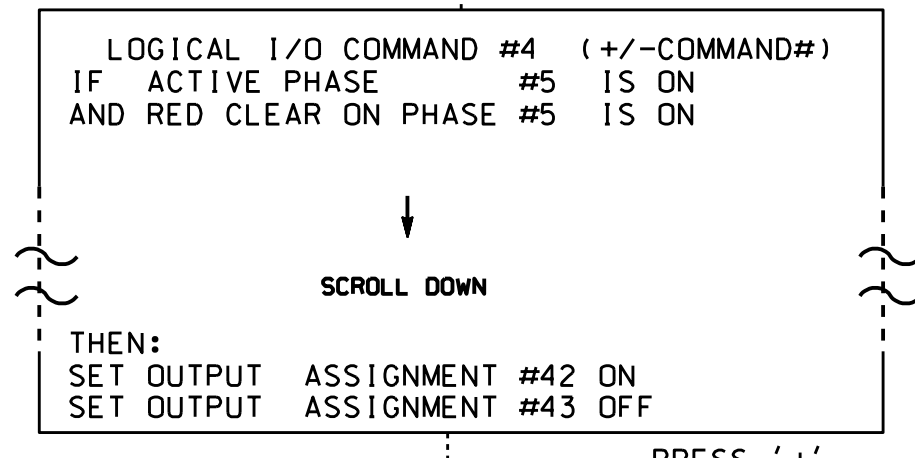 LOGICAL I/O COMMAND #4 (+/-COMMAND#)
IF ACTIVE PHASE #5 IS ON
AND RED CLEAR ON PHASE #5 IS ON
SCROLL DOWN
THEN:
SET OUTPUT ASSIGNMENT #42 ON
SET OUTPUT ASSIGNMENT #43 OFF
PRESS '+'